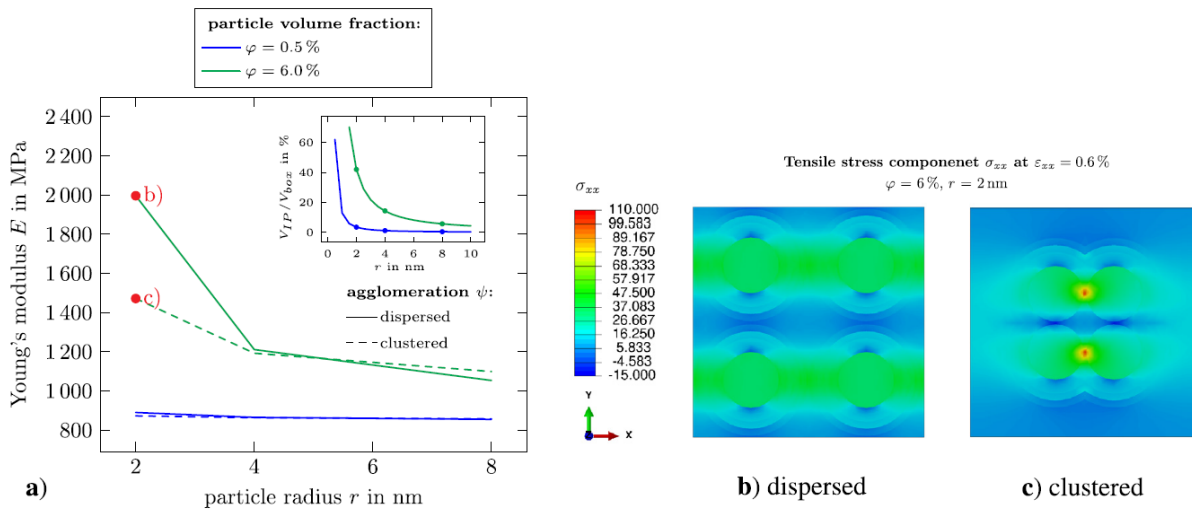 particle volume fraction:
φ = 0.5 %
φ = 6.0 %
2 400
2 200
2 000
1 800
1 600
1 400
1 200
1 000
800
Young's modulus E in MPa
2
4
6
8
particle radius r in nm
b)
c)
60
40
20
0
V_IP/V_box in %
0
2
4
6
8
10
r in nm
agglomeration ψ:
dispersed
clustered
a)
Tensile stress componenet σxx at εxx = 0.6 %
φ = 6 %, r = 2 nm
σxx
110.000
99.583
89.167
78.750
68.333
57.917
47.500
37.083
26.667
16.250
5.833
-4.583
-15.000
Y
X
b) dispersed
c) clustered